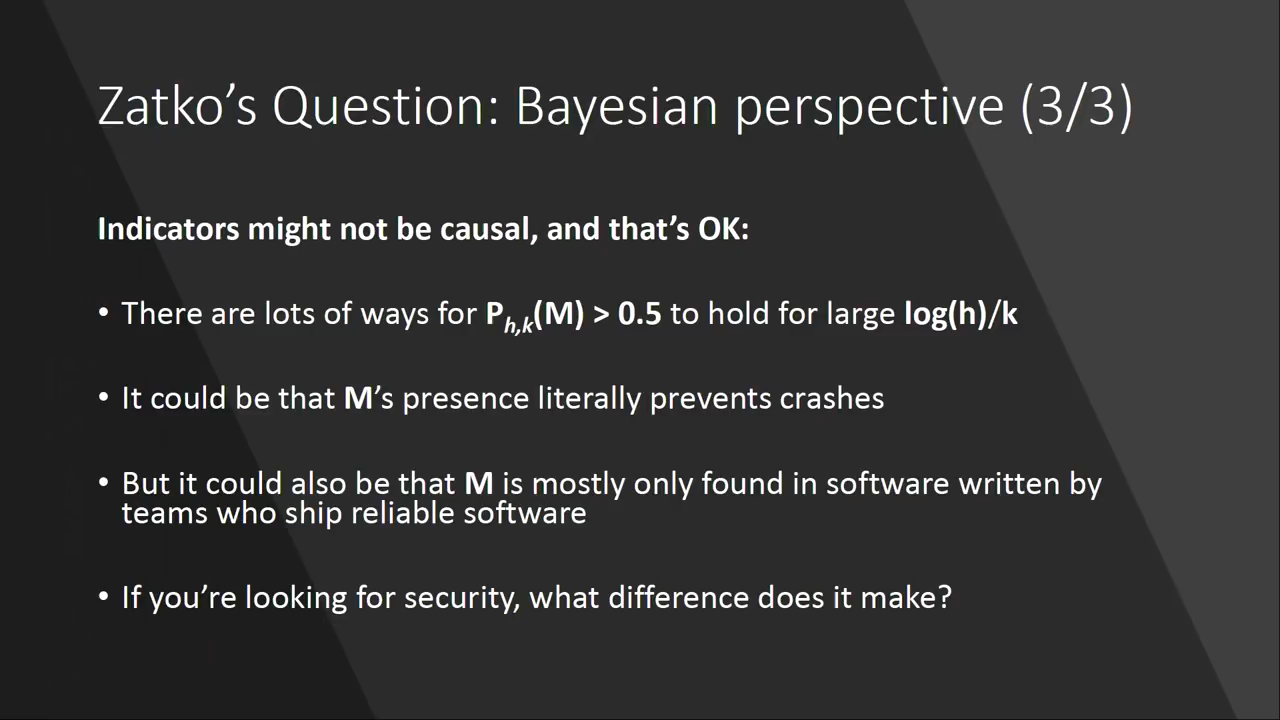 Zatko’s Question: Bayesian perspective (3/3)
Indicators might not be causal, and that’s OK:
• There are lots of ways for Ph,k(M) > 0.5 to hold for large log(h)/k
• It could be that M’s presence literally prevents crashes
• But it could also be that M is mostly only found in software written by
teams who ship reliable software
• If you’re looking for security, what difference does it make?